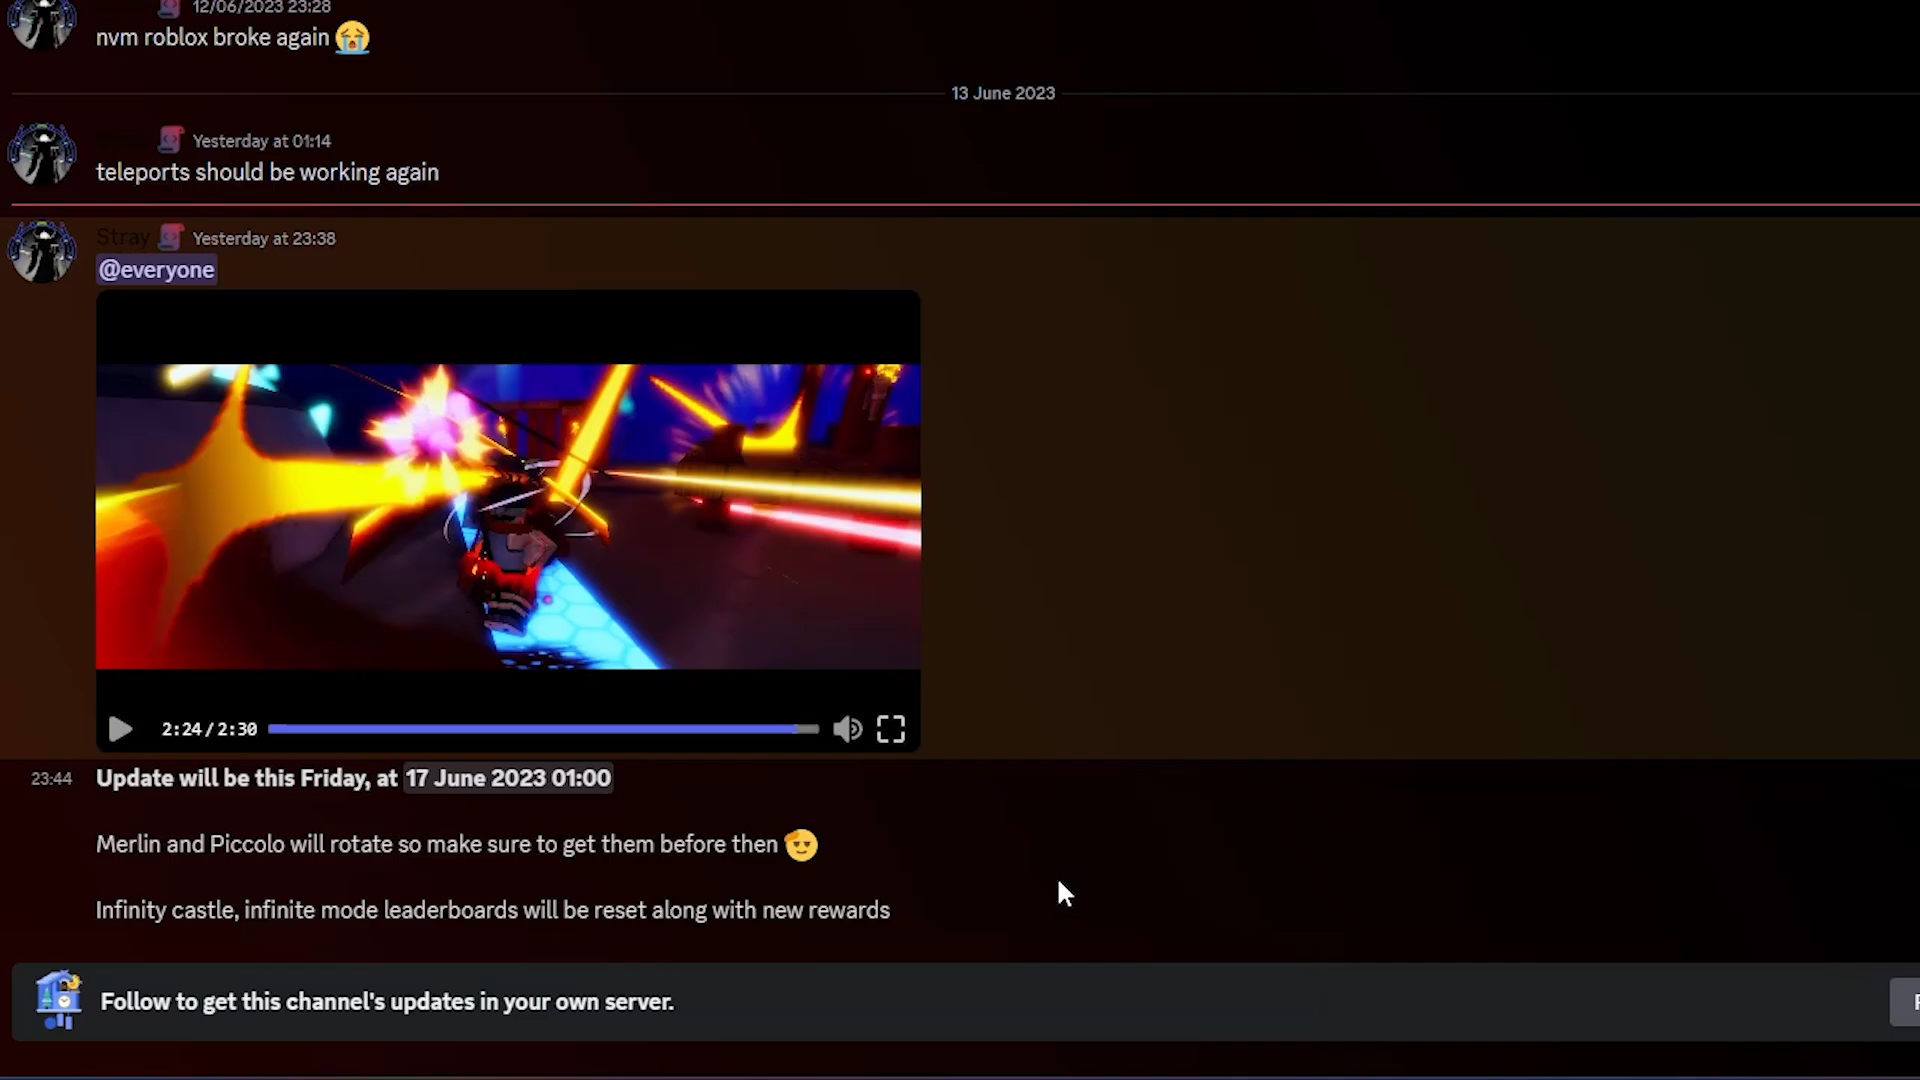 12/06/2023 23:28
nvm roblox broke again 😭
13 June 2023
Yesterday at 01:14
teleports should be working again
Stray Yesterday at 23:38
@everyone
2:24/2:30
23:44 Update will be this Friday, at 17 June 2023 01:00
Merlin and Piccolo will rotate so make sure to get them before then
Infinity castle, infinite mode leaderboards will be reset along with new rewards
Follow to get this channel's updates in your own server.